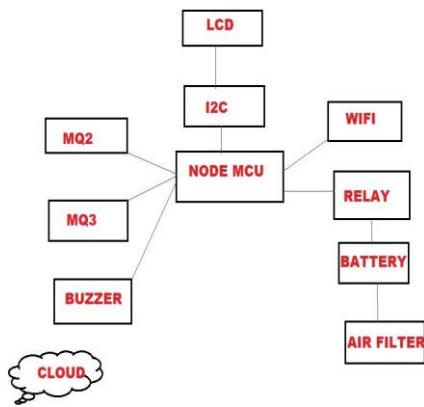 LCD
I2C
WIFI
MQ2
NODE MCU
RELAY
MQ3
BATTERY
BUZZER
AIR FILTER
CLOUD